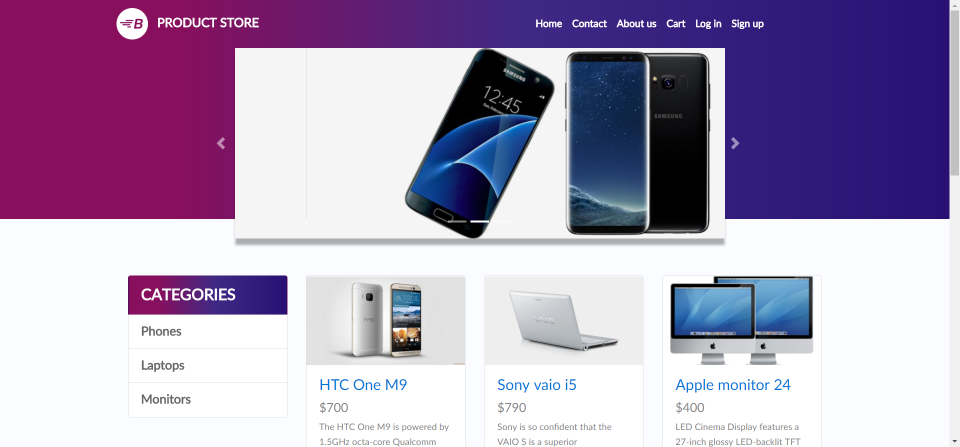 B PRODUCT STORE
Home Contact About us Cart Log in Sign up
SAMSUNG
12:45
SAMSUNG
CATEGORIES
Phones
Laptops
Monitors
HTC One M9
$700
The HTC One M9 is powered by
1.5GHz octa-core Qualcomm
VAIO
Sony vaio i5
$790
Sony is so confident that the
VAIO S is a superior
Apple monitor 24
$400
LED Cinema Display features a
27-inch glossy LED-backlit TFT